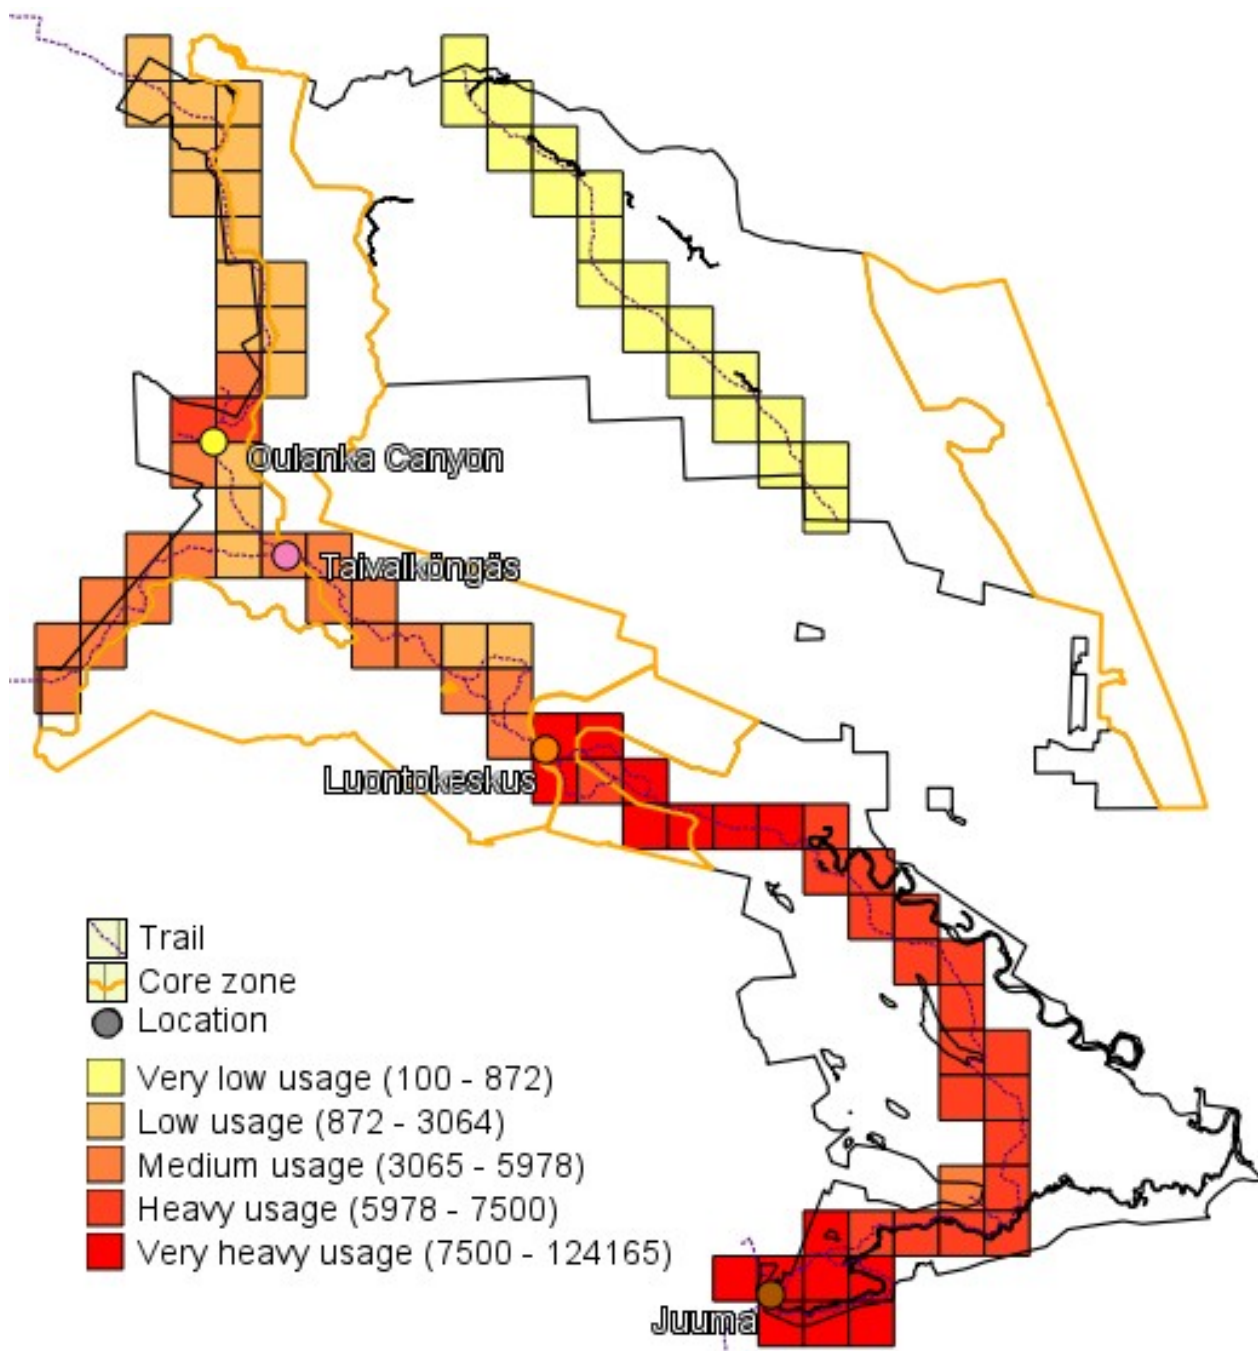 Oulanka Canyon
Taivalköngäs
Luontokeskus
Trail
Core zone
Location
Very low usage (100 - 872)
Low usage (872 - 3064)
Medium usage (3065 - 5978)
Heavy usage (5978 - 7500)
Very heavy usage (7500 - 124165)
Juuma